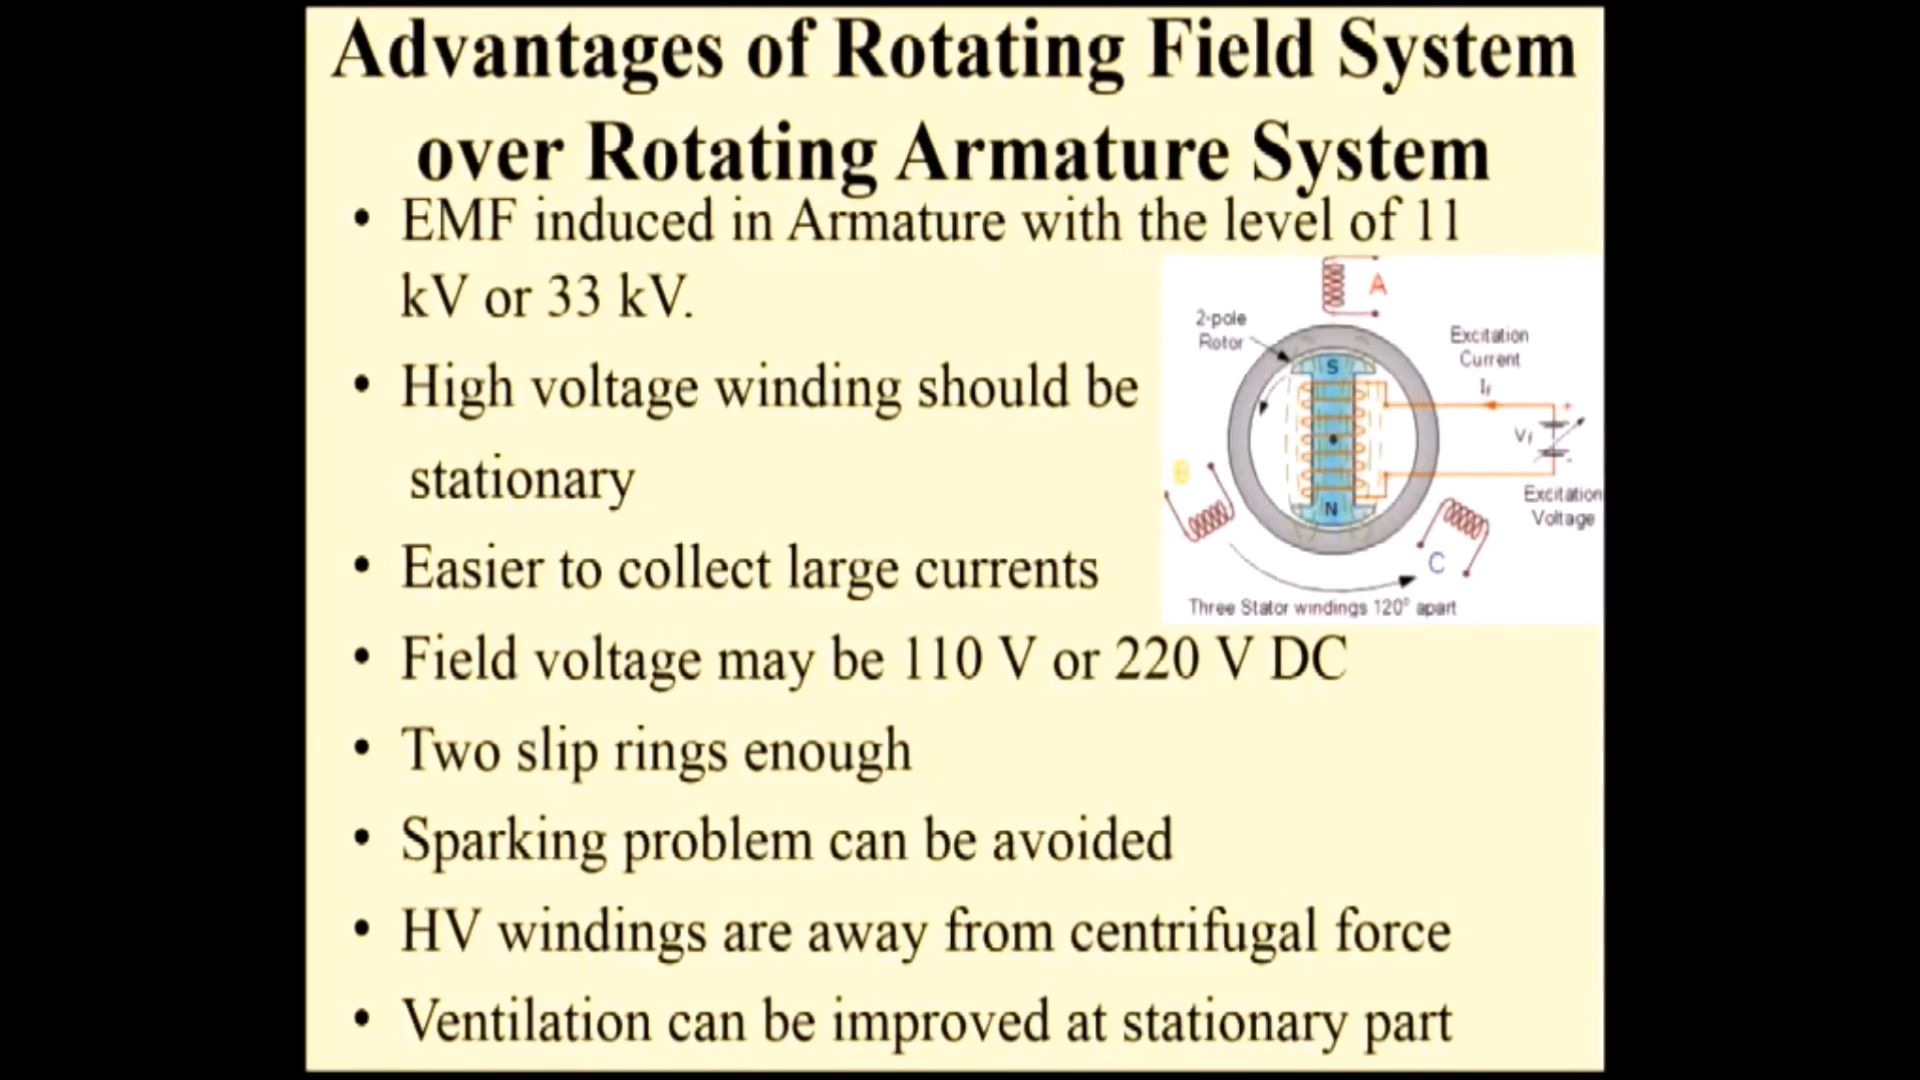 Advantages of Rotating Field System
over Rotating Armature System
• EMF induced in Armature with the level of 11
kV or 33 kV.
• High voltage winding should be
stationary
• Easier to collect large currents
• Field voltage may be 110 V or 220 V DC
• Two slip rings enough
• Sparking problem can be avoided
• HV windings are away from centrifugal force
• Ventilation can be improved at stationary part
A
2-pole
Rotor
Excitation
Current
If
S
+
Vf
-
B
N
Excitation
Voltage
C
Three Stator windings 120° apart